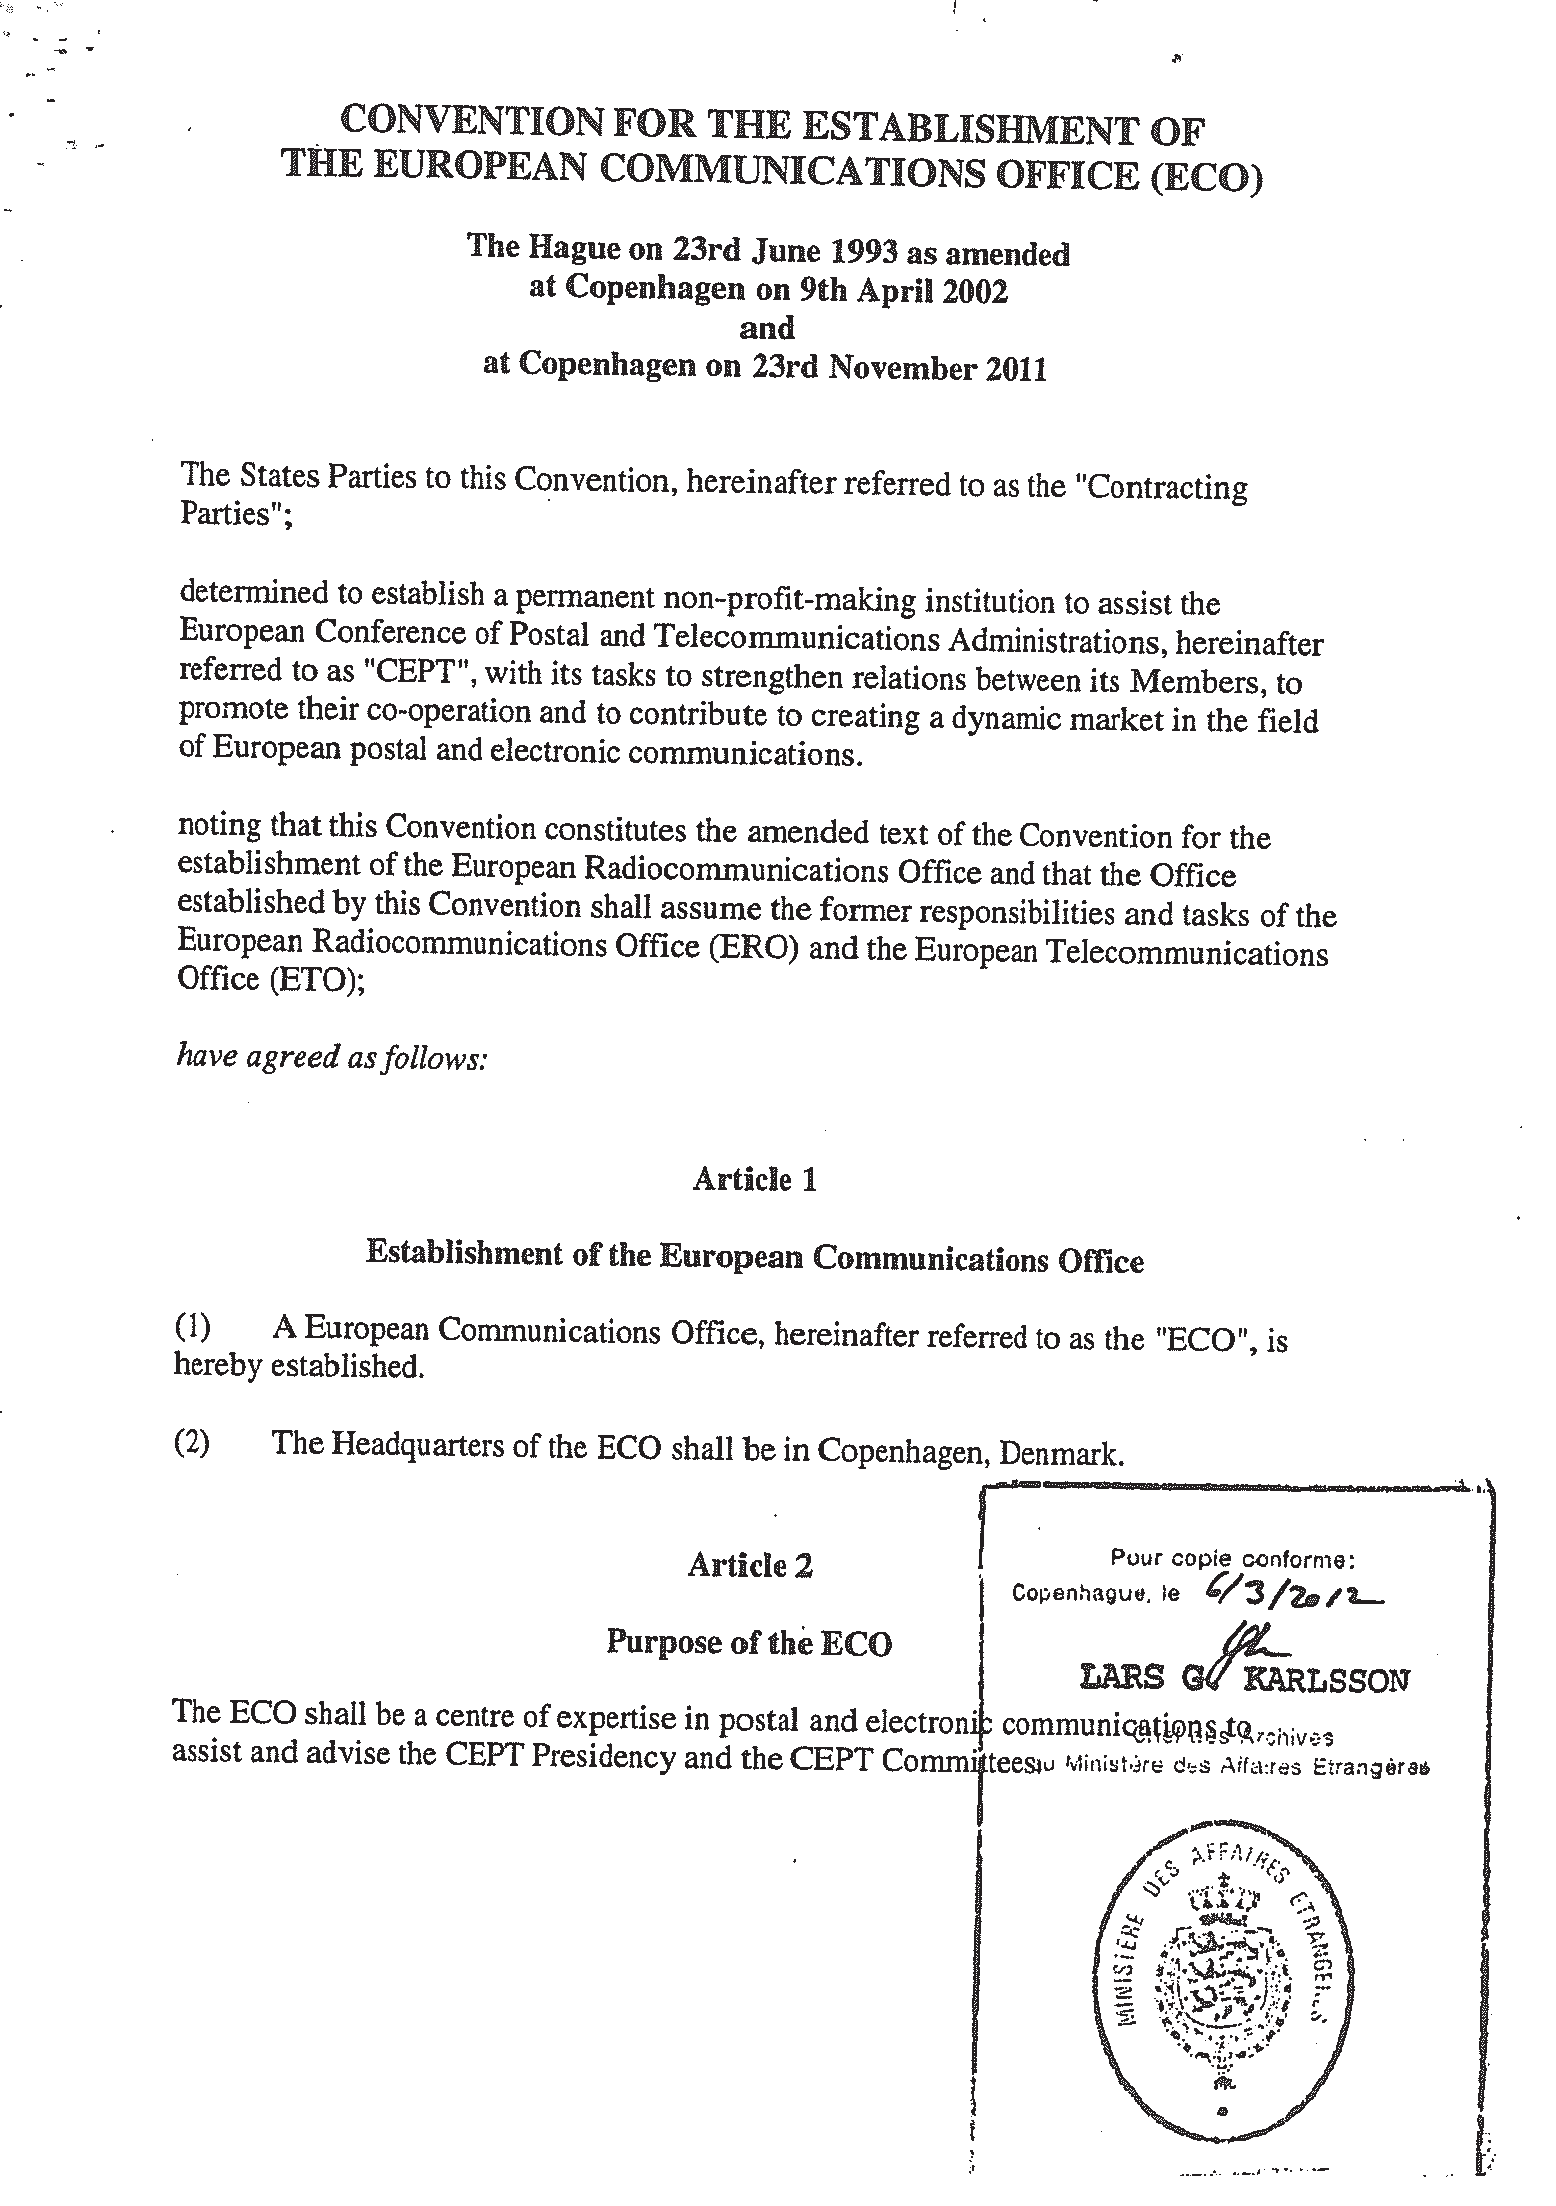 CONVENTION FOR THE ESTABLISHMENT OF
THE EUROPEAN COMMUNICATIONS OFFICE (ECO)
The Hague on 23rd June 1993 as amended
at Copenhagen on 9th April 2002
and
at Copenhagen on 23rd November 2011
The States Parties to this Convention, hereinafter referred to as the "Contracting
Parties";
determined to establish a permanent non-profit-making institution to assist the
European Conference of Postal and Telecommunications Administrations, hereinafter
referred to as "CEPT", with its tasks to strengthen relations between its Members, to
promote their co-operation and to contribute to creating a dynamic market in the field
of European postal and electronic communications.
noting that this Convention constitutes the amended text of the Convention for the
establishment of the European Radiocommunications Office and that the Office
established by this Convention shall assume the former responsibilities and tasks of the
European Radiocommunications Office (ERO) and the European Telecommunications
Office (ETO);
have agreed as follows:
Article 1
Establishment of the European Communications Office
(1) A European Communications Office, hereinafter referred to as the "ECO", is
hereby established.
(2) The Headquarters of the ECO shall be in Copenhagen, Denmark.
Article 2
Purpose of the ECO
The ECO shall be a centre of expertise in postal and electronic communications to
assist and advise the CEPT Presidency and the CEPT Committees
Pour copie conforme:
Copenhague, le 6/3/2012
LARS G. KARLSSON
Archives
Ministère des Affaires Etrangères
MINISTERE DES AFFAIRES ETRANGERES